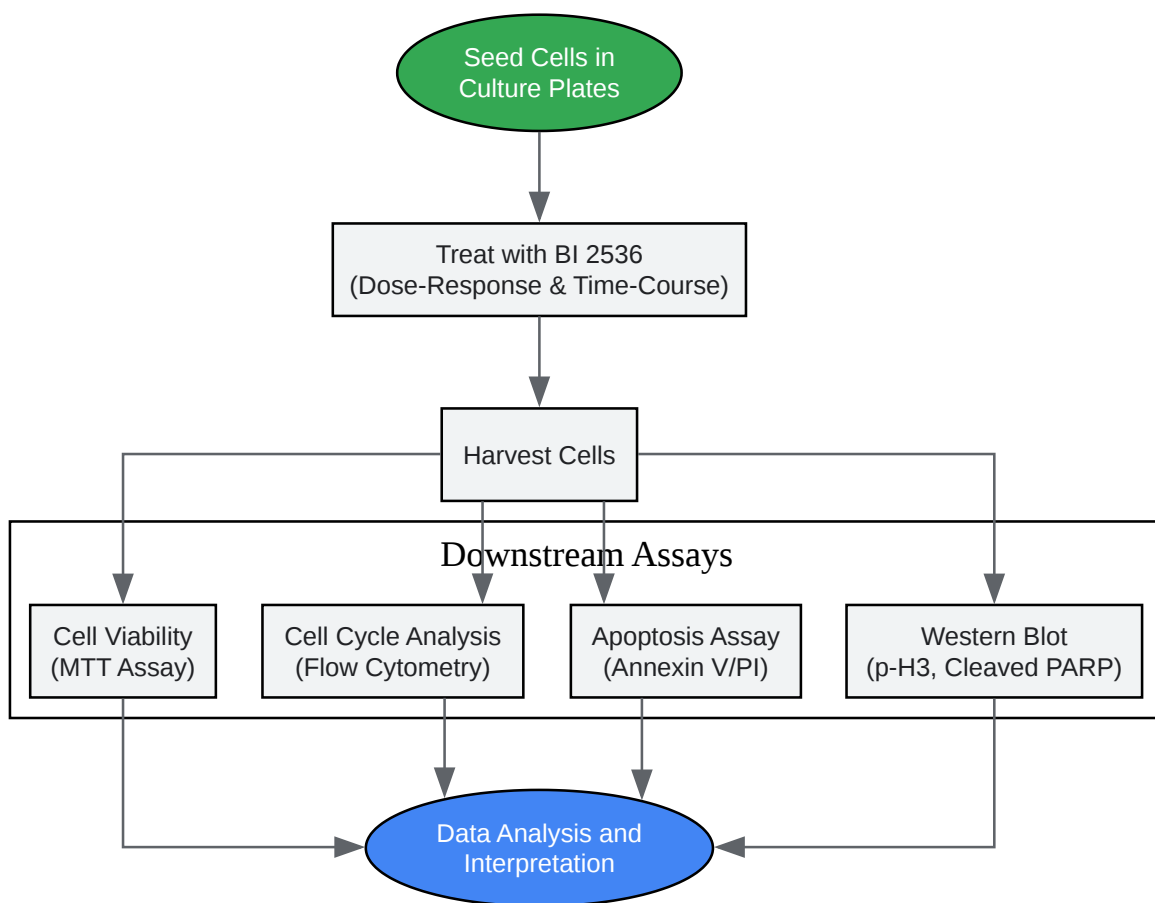 Seed Cells in
Culture Plates
Treat with BI 2536
(Dose-Response & Time-Course)
Harvest Cells
Downstream Assays
Cell Viability
(MTT Assay)
Cell Cycle Analysis
(Flow Cytometry)
Apoptosis Assay
(Annexin V/PI)
Western Blot
(p-H3, Cleaved PARP)
Data Analysis and
Interpretation